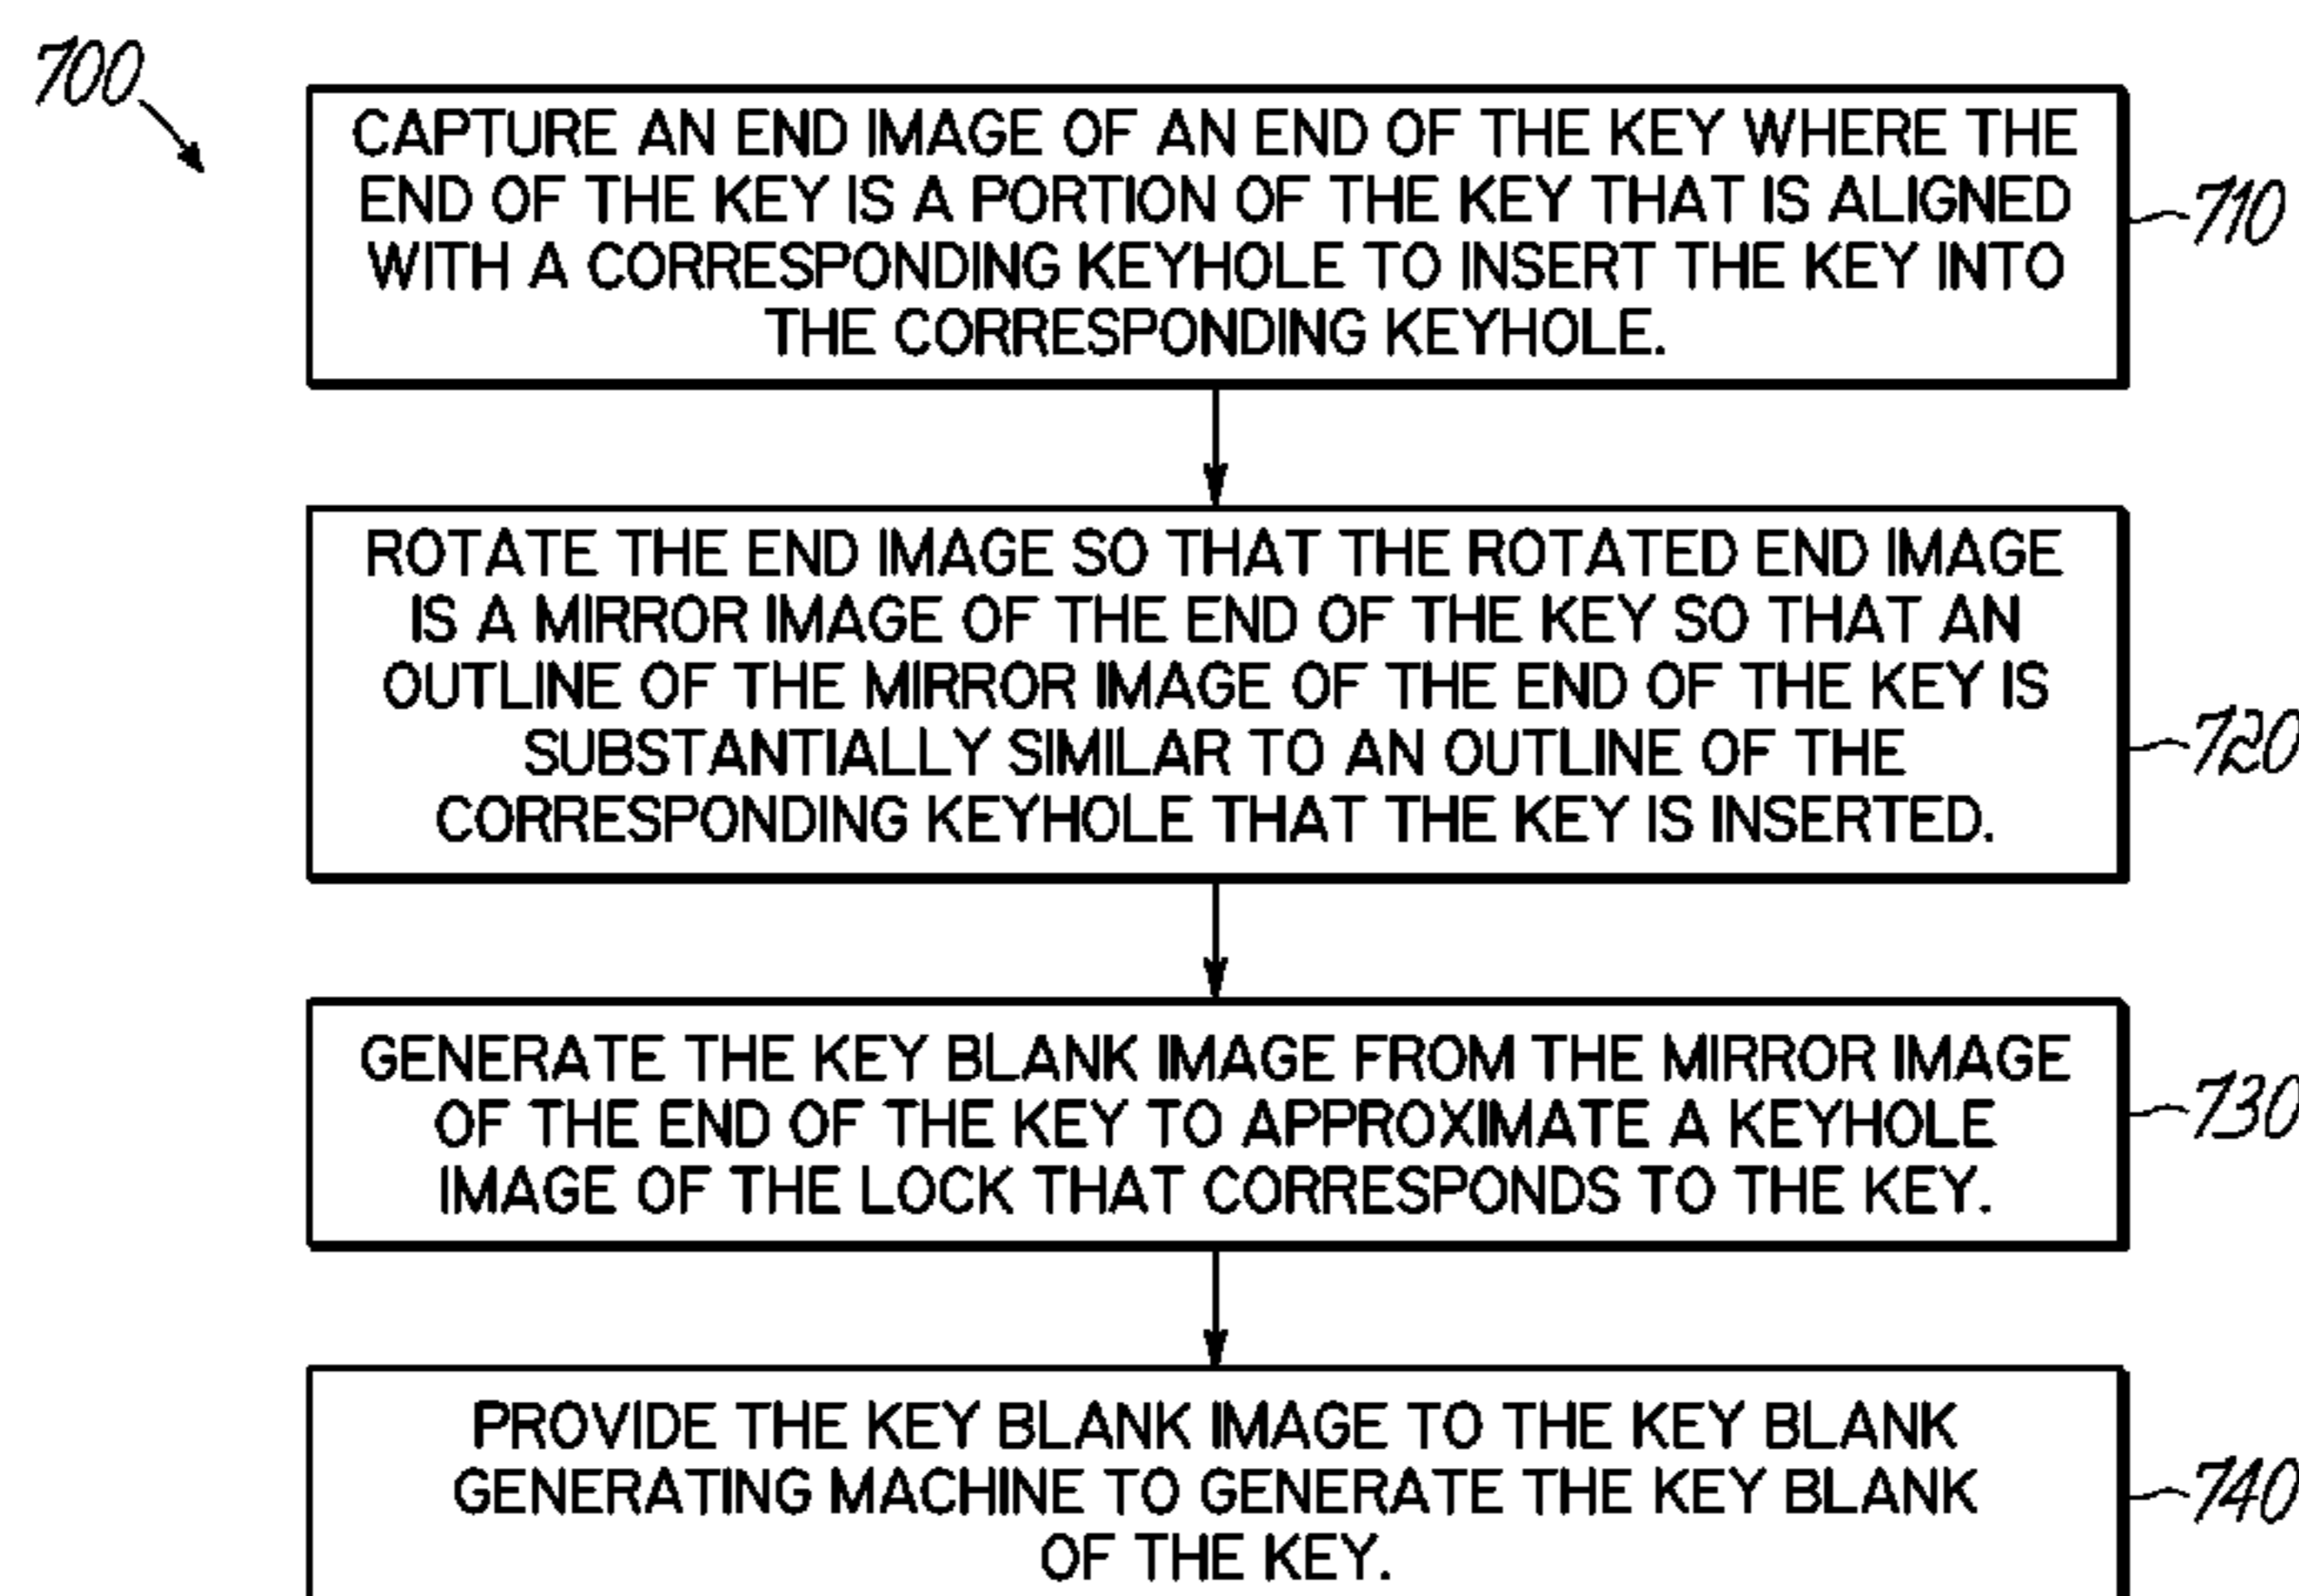 700
CAPTURE AN END IMAGE OF AN END OF THE KEY WHERE THE
END OF THE KEY IS A PORTION OF THE KEY THAT IS ALIGNED
WITH A CORRESPONDING KEYHOLE TO INSERT THE KEY INTO
THE CORRESPONDING KEYHOLE.
710
ROTATE THE END IMAGE SO THAT THE ROTATED END IMAGE
IS A MIRROR IMAGE OF THE END OF THE KEY SO THAT AN
OUTLINE OF THE MIRROR IMAGE OF THE END OF THE KEY IS
SUBSTANTIALLY SIMILAR TO AN OUTLINE OF THE
CORRESPONDING KEYHOLE THAT THE KEY IS INSERTED.
720
GENERATE THE KEY BLANK IMAGE FROM THE MIRROR IMAGE
OF THE END OF THE KEY TO APPROXIMATE A KEYHOLE
IMAGE OF THE LOCK THAT CORRESPONDS TO THE KEY.
730
PROVIDE THE KEY BLANK IMAGE TO THE KEY BLANK
GENERATING MACHINE TO GENERATE THE KEY BLANK
OF THE KEY.
740